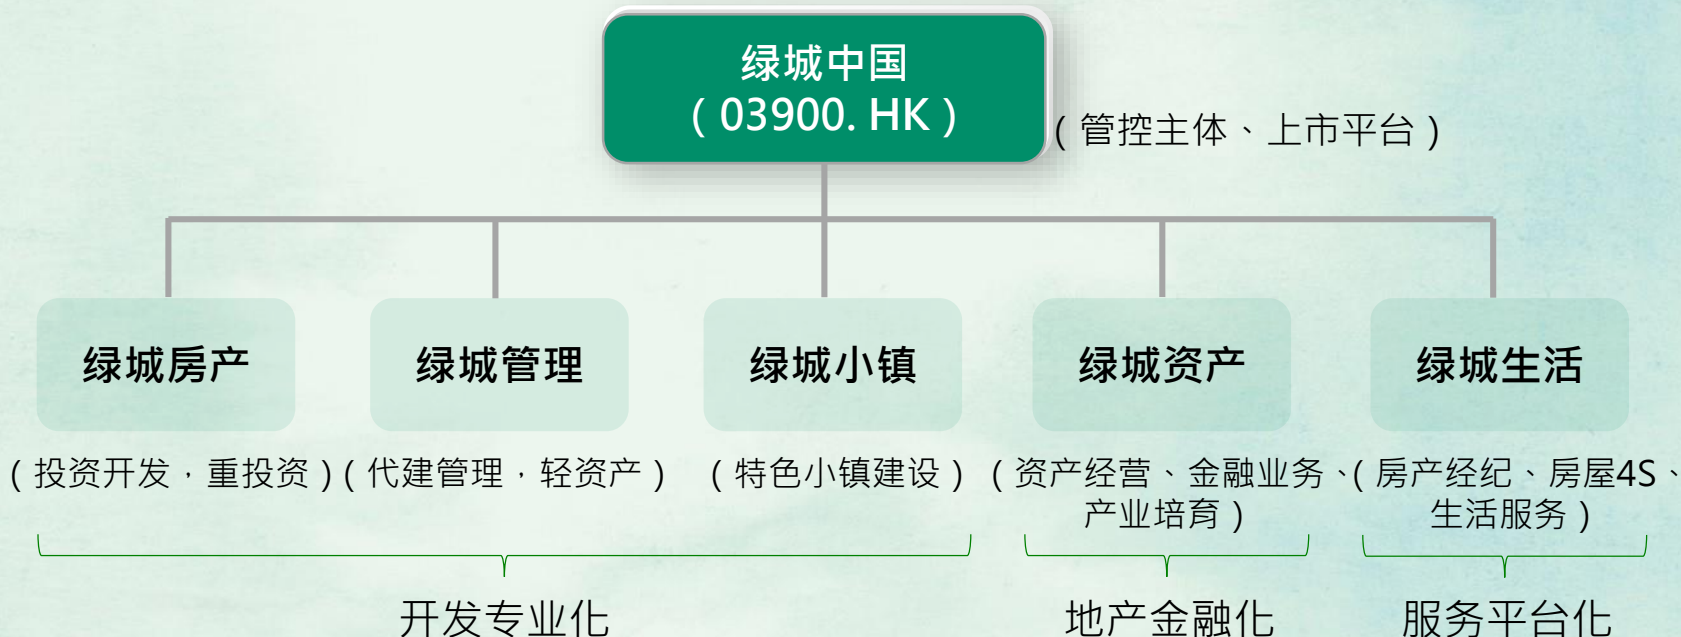 绿城中国
（03900. HK）
（管控主体、上市平台）
绿城房产
绿城管理
绿城小镇
绿城资产
绿城生活
（投资开发，重投资）
（代建管理，轻资产）
（特色小镇建设）
（资产经营、金融业务、
产业培育）
（房产经纪、房屋4S、
生活服务）
开发专业化
地产金融化
服务平台化